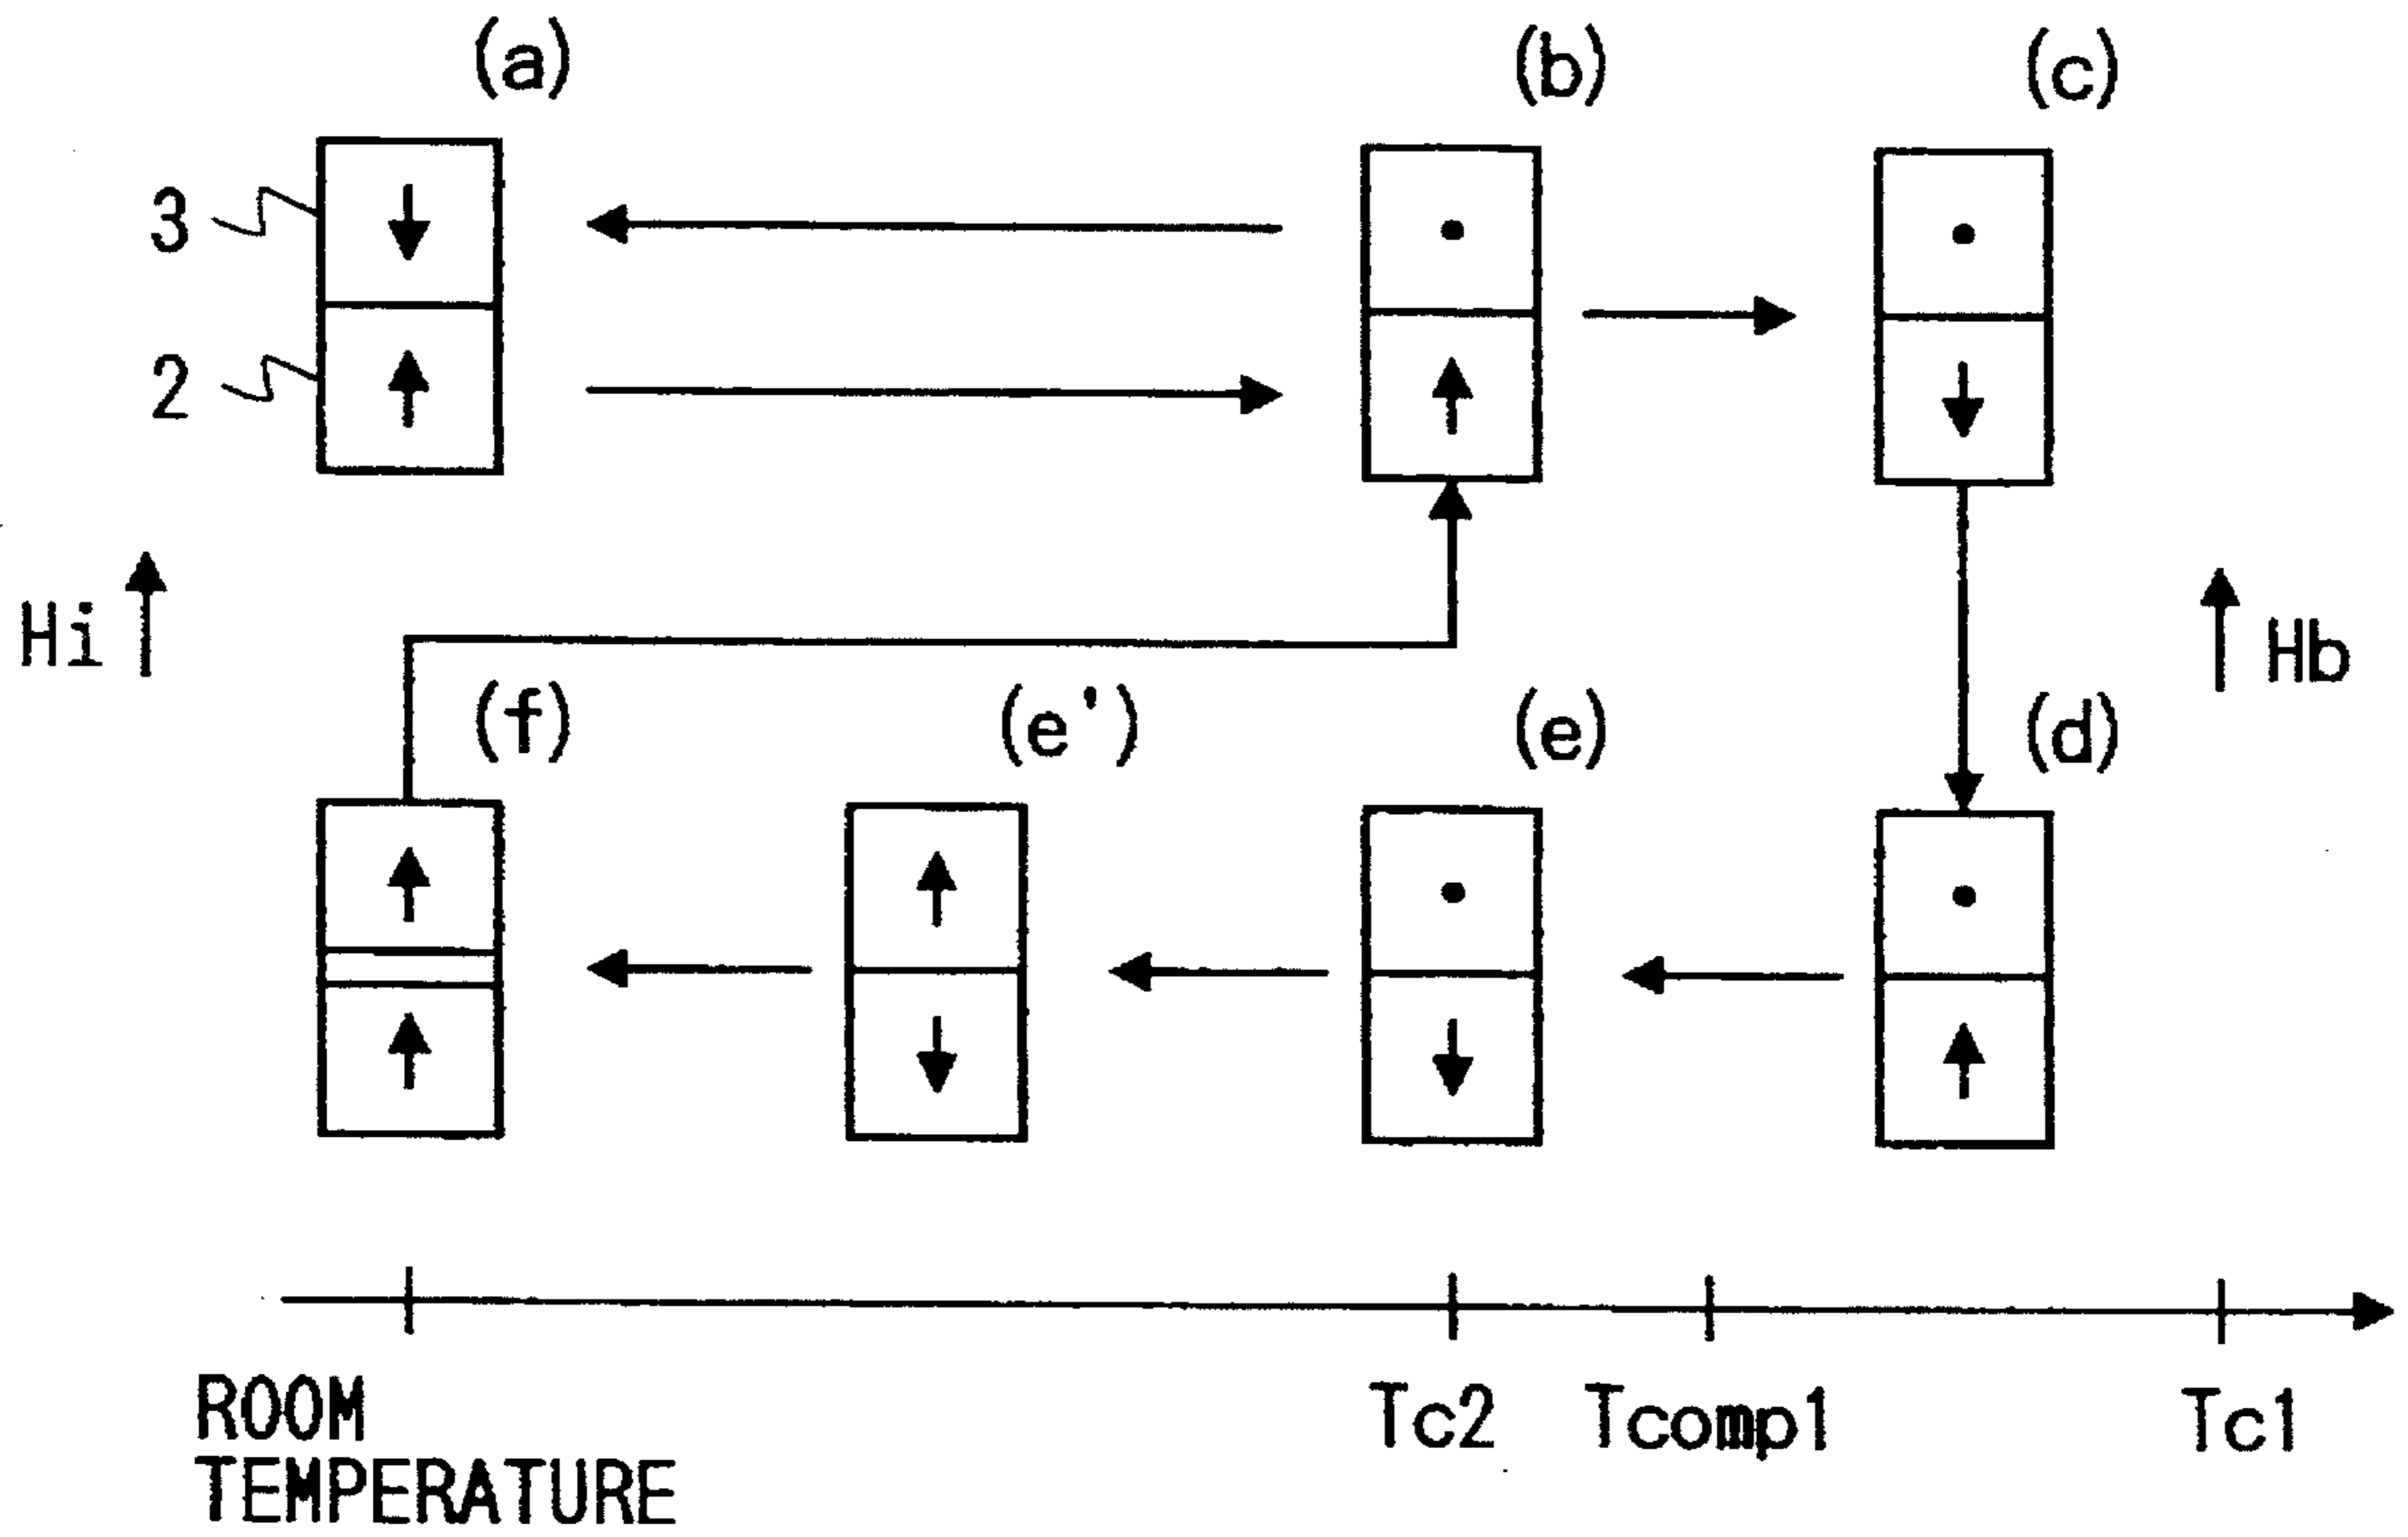 (a) (b) (c)
3
2
Hi
Hb
(f) (e') (e) (d)
Tc2 Tcomp1 Tc1
ROOM
TEMPERATURE